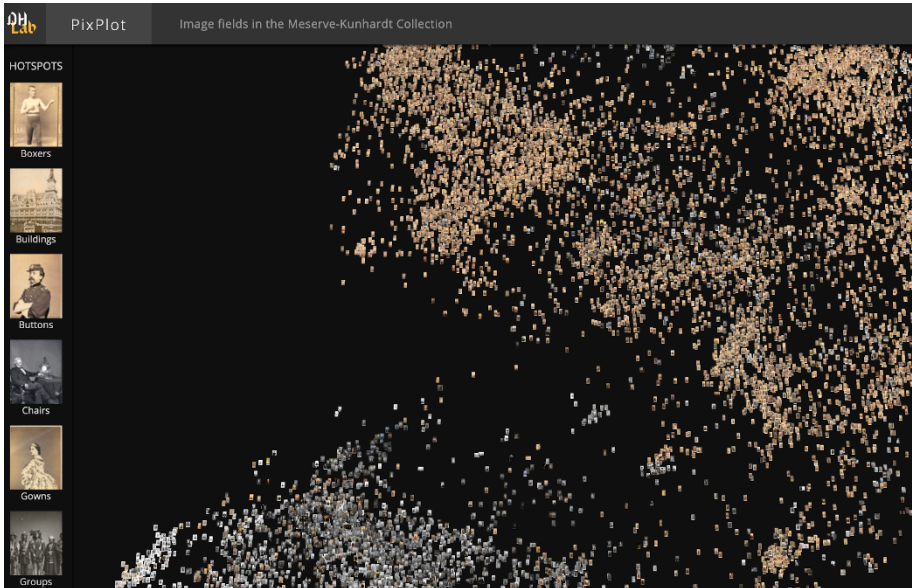 DH
Lab
PixPlot
Image fields in the Meserve-Kunhardt Collection
HOTSPOTS
Boxers
Buildings
Buttons
Chairs
Gowns
Groups